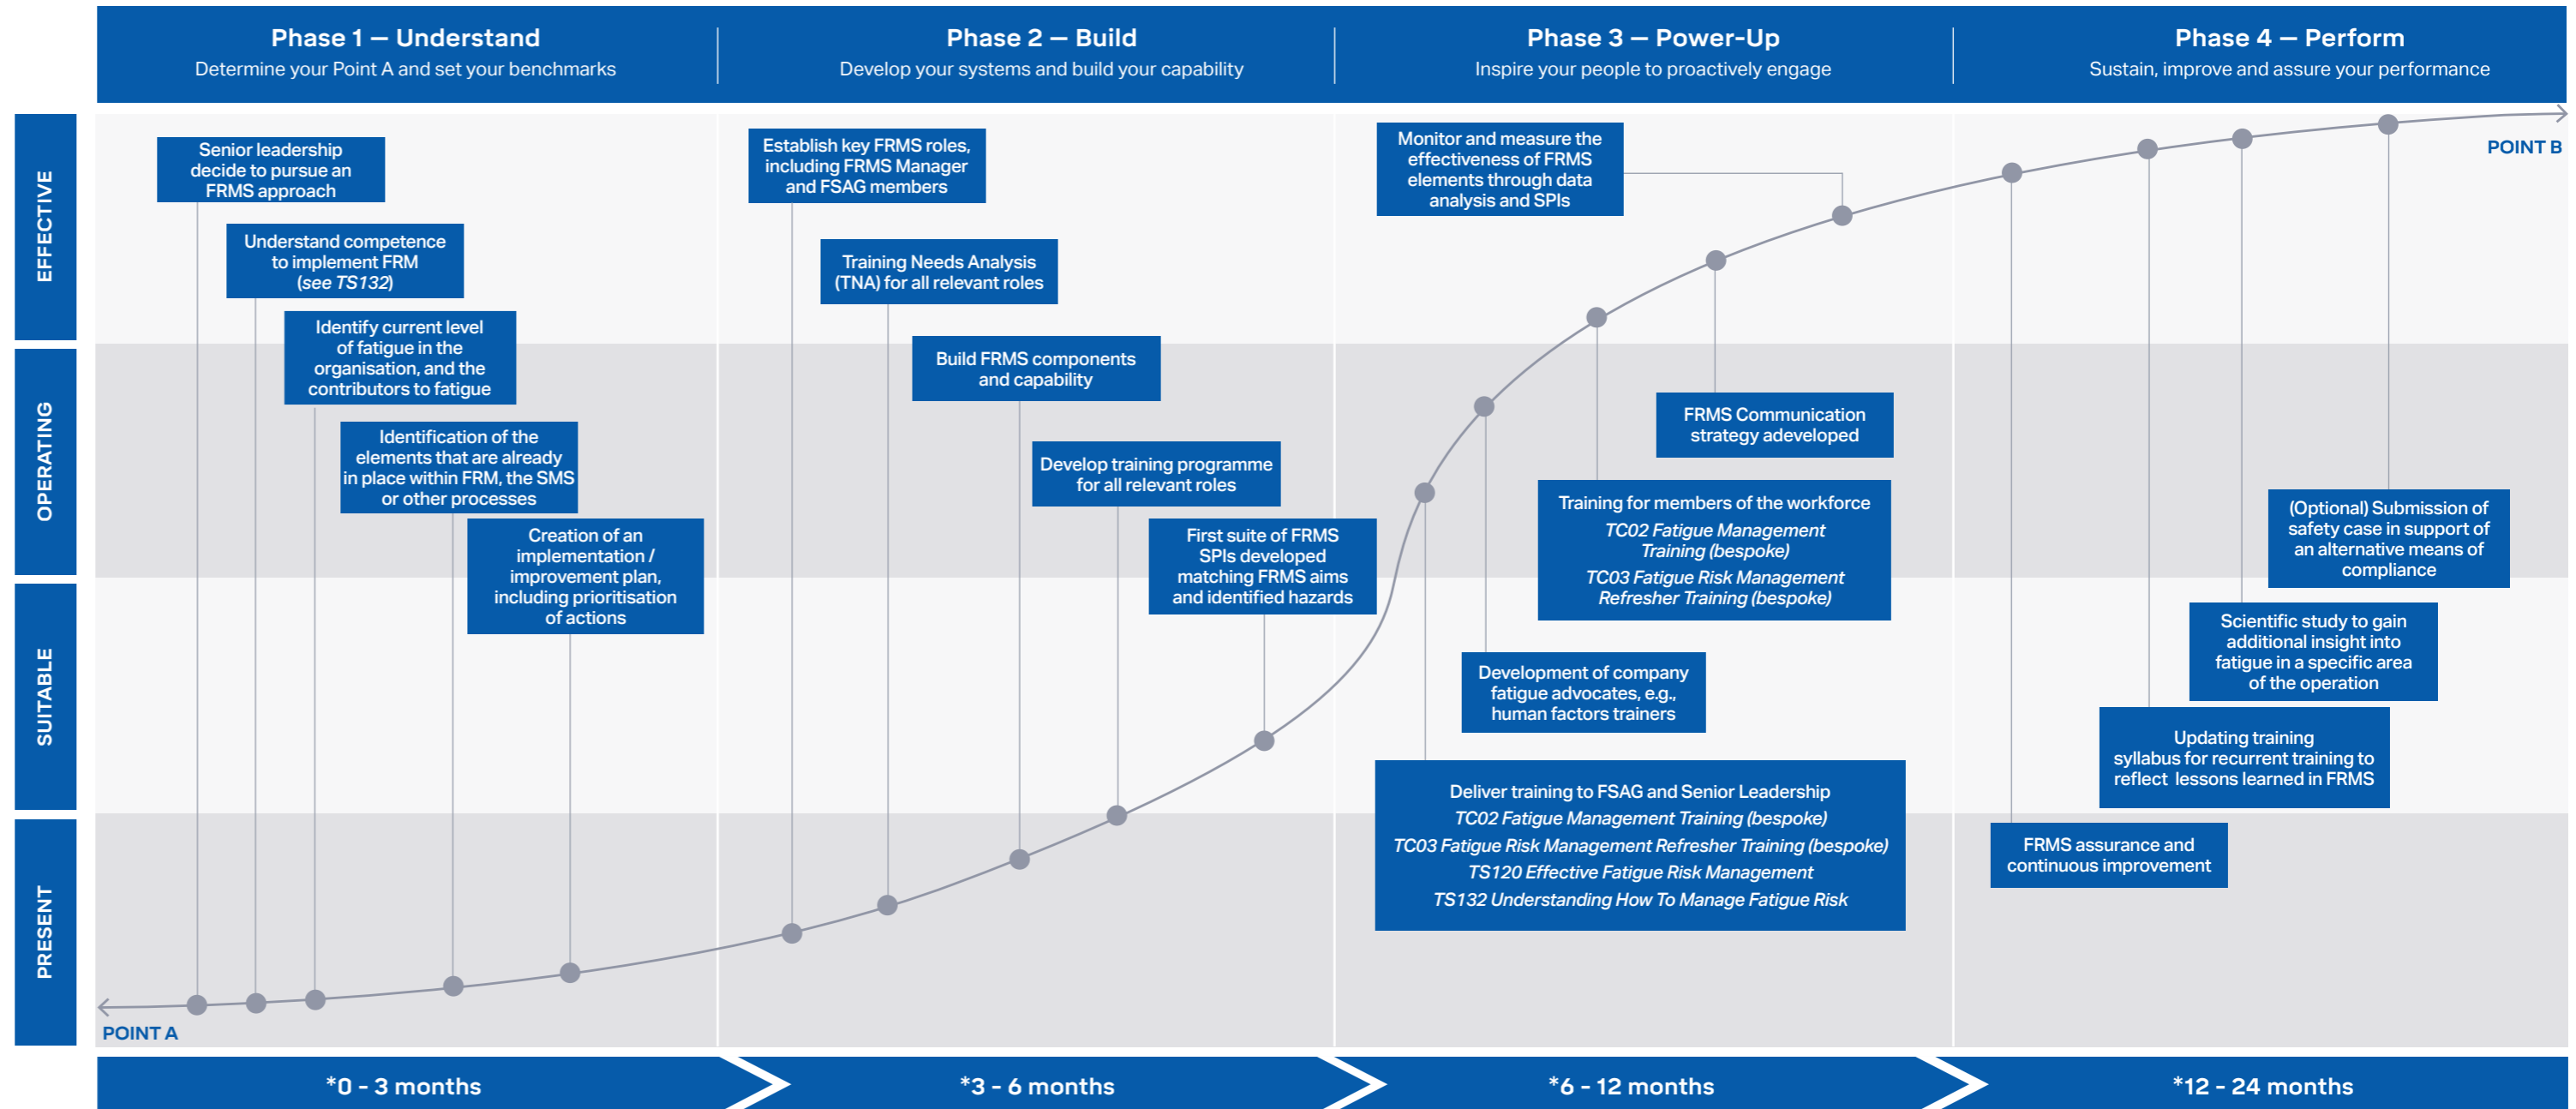 Phase 1 — Understand
Determine your Point A and set your benchmarks
Phase 2 — Build
Develop your systems and build your capability
Phase 3 — Power-Up
Inspire your people to proactively engage
Phase 4 — Perform
Sustain, improve and assure your performance
EFFECTIVE
OPERATING
SUITABLE
PRESENT
Senior leadership
decide to pursue an
FRMS approach
Understand competence
to implement FRM
(see TS132)
Identify current level
of fatigue in the
organisation, and the
contributors to fatigue
Identification of the
elements that are already
in place within FRM, the SMS
or other processes
Creation of an
implementation /
improvement plan,
including prioritisation
of actions
POINT A
Establish key FRMS roles,
including FRMS Manager
and FSAG members
Training Needs Analysis
(TNA) for all relevant roles
Build FRMS components
and capability
Develop training programme
for all relevant roles
First suite of FRMS
SPIs developed
matching FRMS aims
and identified hazards
Monitor and measure the
effectiveness of FRMS
elements through data
analysis and SPIs
FRMS Communication
strategy adeveloped
Training for members of the workforce
TC02 Fatigue Management
Training (bespoke)
TC03 Fatigue Risk Management
Refresher Training (bespoke)
Development of company
fatigue advocates, e.g.,
human factors trainers
Deliver training to FSAG and Senior Leadership
TC02 Fatigue Management Training (bespoke)
TC03 Fatigue Risk Management Refresher Training (bespoke)
TS120 Effective Fatigue Risk Management
TS132 Understanding How To Manage Fatigue Risk
POINT B
(Optional) Submission of
safety case in support of
an alternative means of
compliance
Scientific study to gain
additional insight into
fatigue in a specific area
of the operation
Updating training
syllabus for recurrent training to
reflect lessons learned in FRMS
FRMS assurance and
continuous improvement
*0 - 3 months
*3 - 6 months
*6 - 12 months
*12 - 24 months